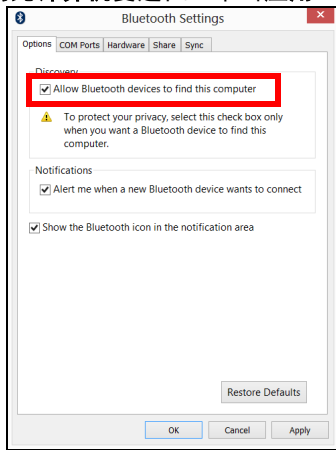 Bluetooth Settings
Options COM Ports Hardware Share Sync
Discovery
Allow Bluetooth devices to find this computer
To protect your privacy, select this check box only
when you want a Bluetooth device to find this
computer.
Notifications
Alert me when a new Bluetooth device wants to connect
Show the Bluetooth icon in the notification area
Restore Defaults
OK Cancel Apply